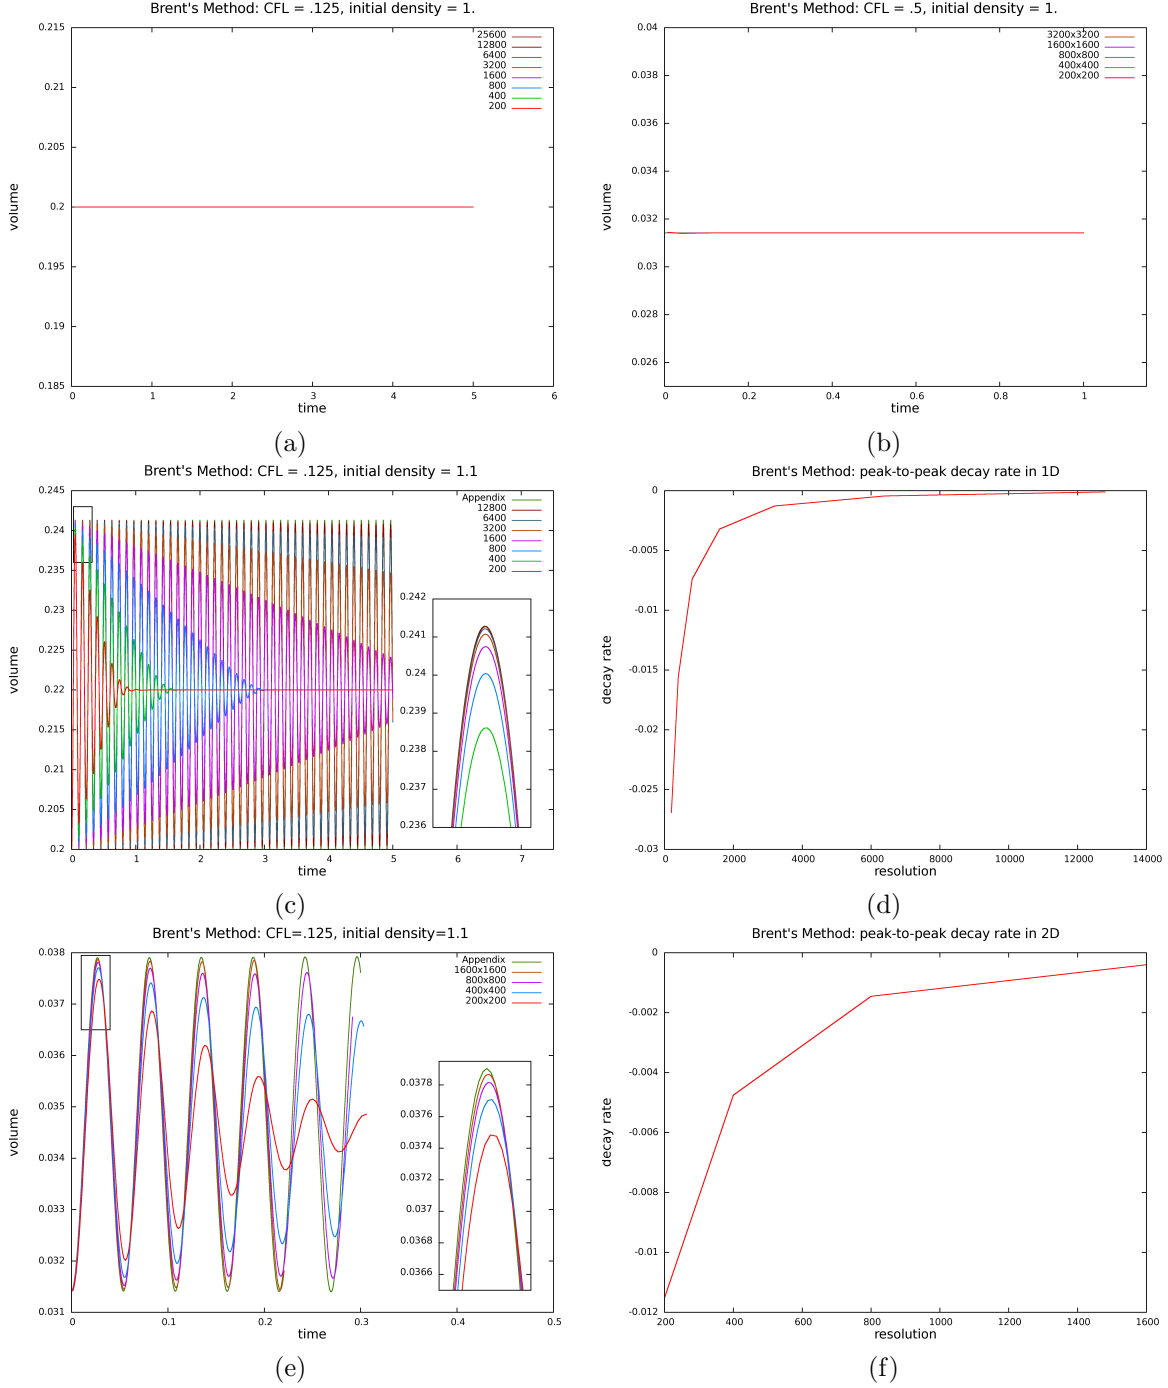 Brent's Method: CFL = .125, initial density = 1.
0.215
0.21
0.205
0.2
0.195
0.19
0.185
volume
25600
12800
6400
3200
1600
800
400
200
0 1 2 3 4 5 6
time
(a)
Brent's Method: CFL = .5, initial density = 1.
0.04
0.038
0.036
0.034
0.032
0.03
0.028
0.026
volume
3200x3200
1600x1600
800x800
400x400
200x200
0 0.2 0.4 0.6 0.8 1
time
(b)
Brent's Method: CFL = .125, initial density = 1.1
0.245
0.24
0.235
0.23
0.225
0.22
0.215
0.21
0.205
0.2
volume
Appendix
12800
6400
3200
1600
800
400
200
0.242
0.241
0.24
0.239
0.238
0.237
0.236
0 1 2 3 4 5 6 7
time
(c)
Brent's Method: peak-to-peak decay rate in 1D
0
-0.005
-0.01
-0.015
-0.02
-0.025
-0.03
decay rate
0 2000 4000 6000 8000 10000 12000 14000
resolution
(d)
Brent's Method: CFL=.125, initial density=1.1
0.038
0.037
0.036
0.035
0.034
0.033
0.032
0.031
volume
Appendix
1600x1600
800x800
400x400
200x200
0.0378
0.0376
0.0374
0.0372
0.037
0.0368
0.0366
0 0.1 0.2 0.3 0.4 0.5
time
(e)
Brent's Method: peak-to-peak decay rate in 2D
0
-0.002
-0.004
-0.006
-0.008
-0.01
-0.012
decay rate
200 400 600 800 1000 1200 1400 1600
resolution
(f)